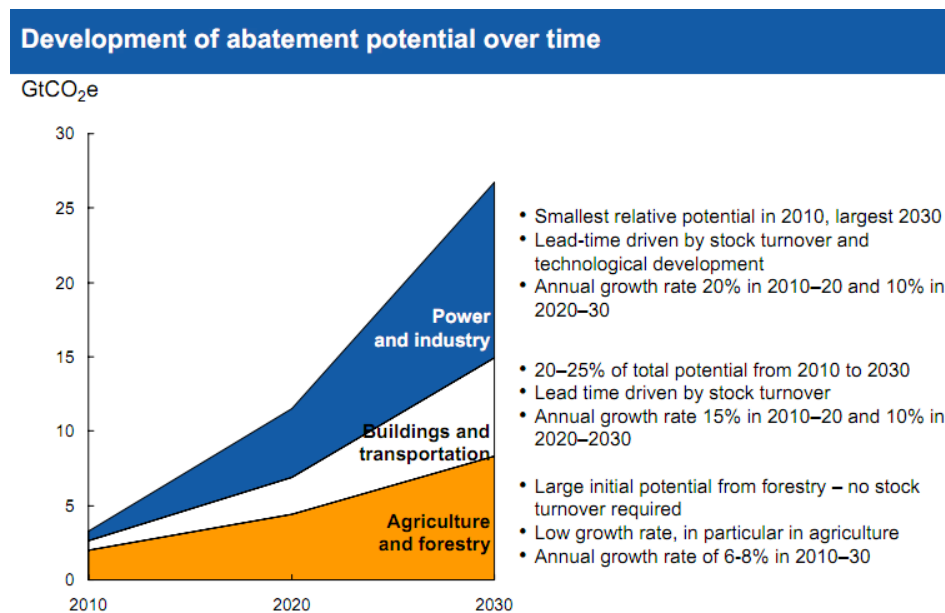 Development of abatement potential over time
GtCO₂e
30
25
20
15
10
5
0
2010
2020
2030
Power
and industry
Buildings and
transportation
Agriculture
and forestry
• Smallest relative potential in 2010, largest 2030
• Lead-time driven by stock turnover and
technological development
• Annual growth rate 20% in 2010–20 and 10% in
2020–30
• 20–25% of total potential from 2010 to 2030
• Lead time driven by stock turnover
• Annual growth rate 15% in 2010–20 and 10% in
2020–2030
• Large initial potential from forestry – no stock
turnover required
• Low growth rate, in particular in agriculture
• Annual growth rate of 6-8% in 2010–30